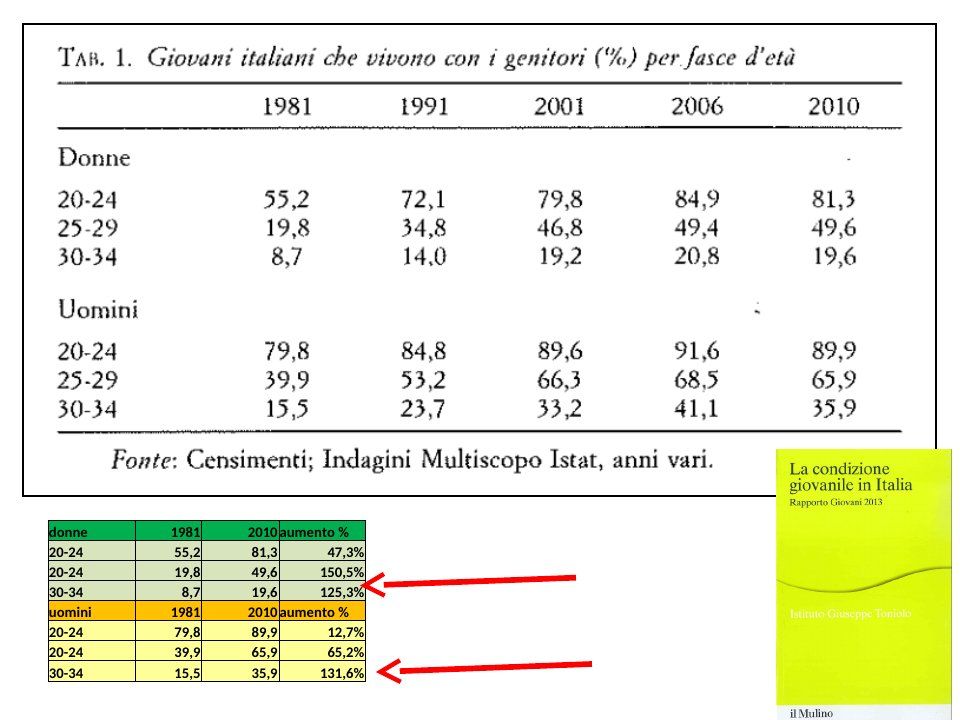 TAB. 1. Giovani italiani che vivono con i genitori (%) per fasce d'età
1981 1991 2001 2006 2010
Donne
20-24 55,2 72,1 79,8 84,9 81,3
25-29 19,8 34,8 46,8 49,4 49,6
30-34 8,7 14,0 19,2 20,8 19,6
Uomini
20-24 79,8 84,8 89,6 91,6 89,9
25-29 39,9 53,2 66,3 68,5 65,9
30-34 15,5 23,7 33,2 41,1 35,9
Fonte: Censimenti; Indagini Multiscopo Istat, anni vari.
donne 1981 2010 aumento %
20-24 55,2 81,3 47,3%
20-24 19,8 49,6 150,5%
30-34 8,7 19,6 125,3%
uomini 1981 2010 aumento %
20-24 79,8 89,9 12,7%
20-24 39,9 65,9 65,2%
30-34 15,5 35,9 131,6%
La condizione
giovanile in Italia
Rapporto Giovani 2013
Istituto Giuseppe Toniolo
il Mulino